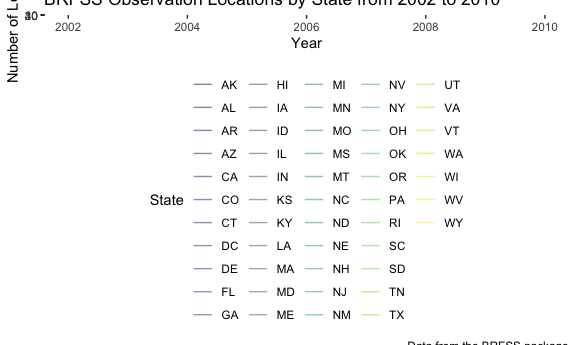 BRFSS Observation Locations by State from 2002 to 2010
Number of Lo
2002 2004 2006 2008 2010
Year
AK HI MI NV UT
AL IA MN NY VA
AR ID MO OH VT
AZ IL MS OK WA
CA IN MT OR WI
State CO KS NC PA WV
CT KY ND RI WY
DC LA NE SC
DE MA NH SD
FL MD NJ TN
GA ME NM TX
Data from the BRFSS package